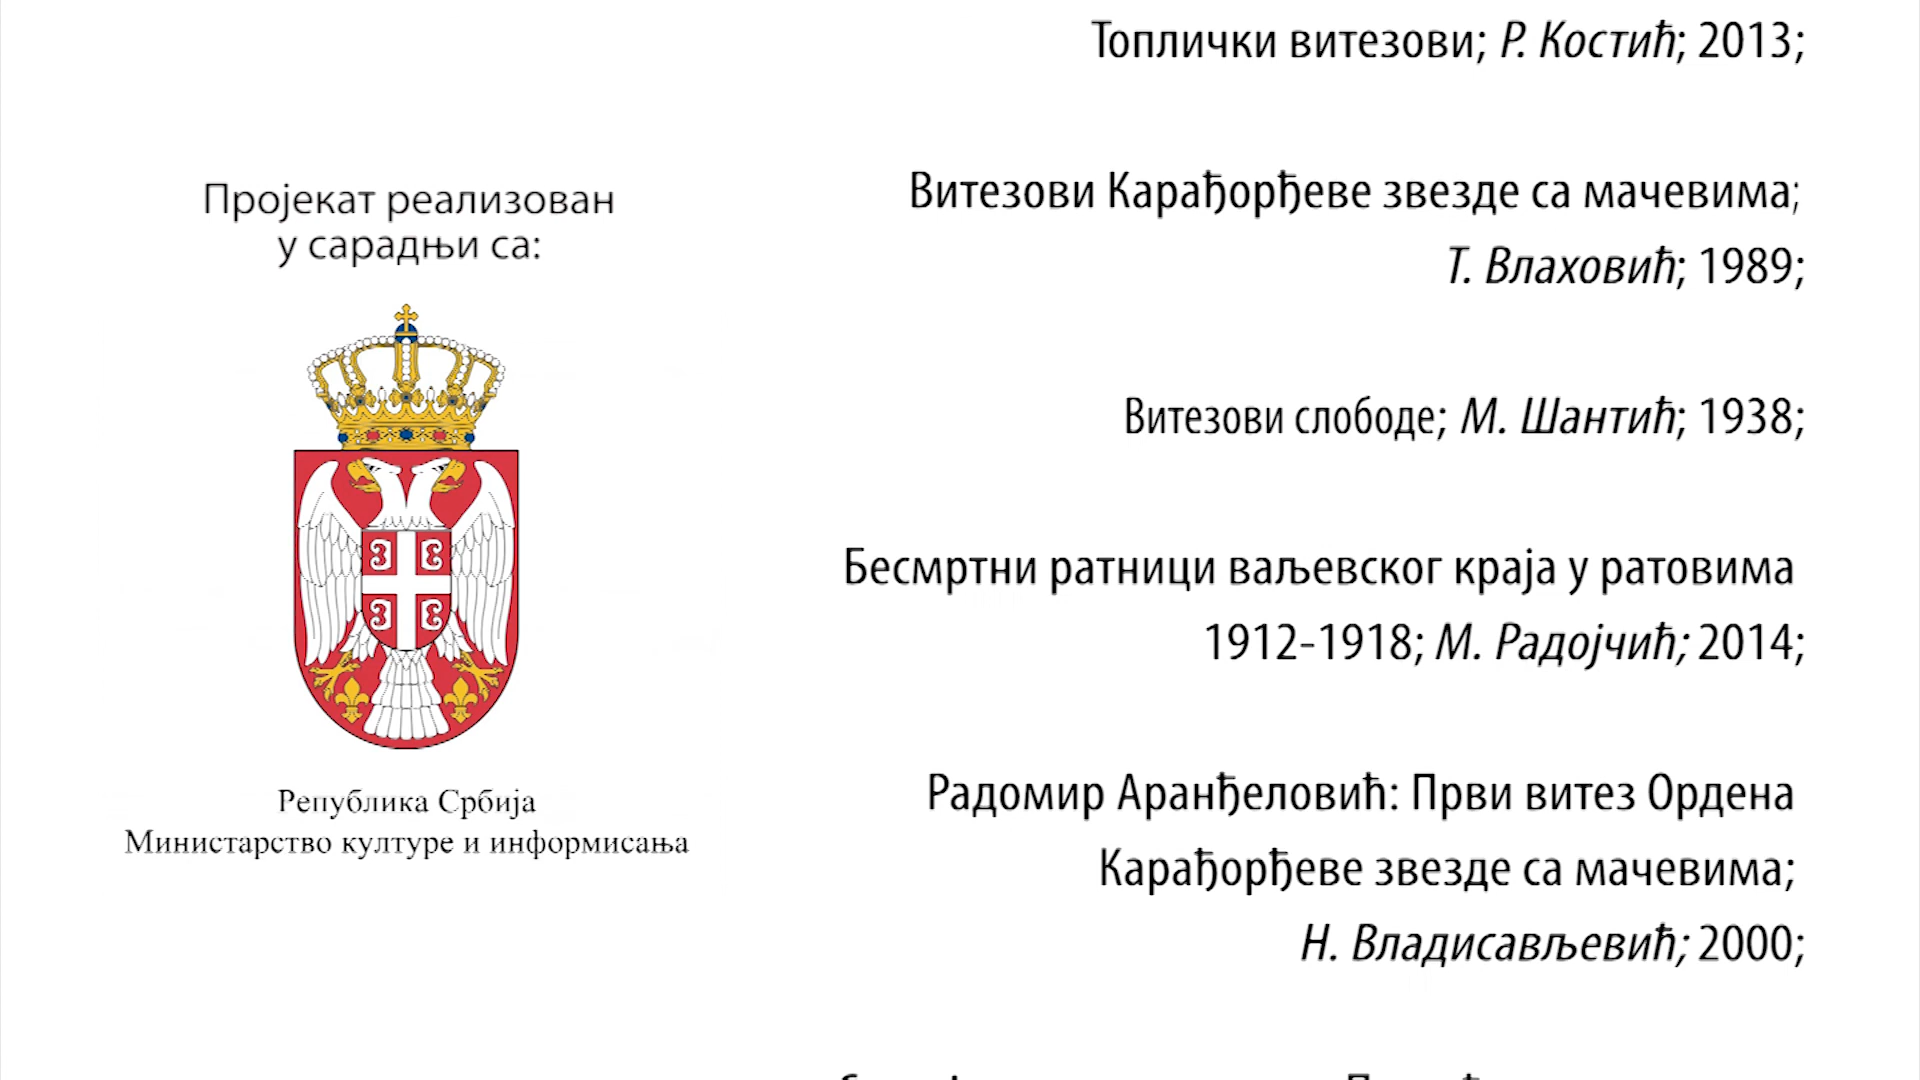 Пројекат реализован
у сарадњи са:
Република Србија
Министарство културе и информисања
Топлички витезови; Р. Костић; 2013;
Витезови Карађорђеве звезде са мачевима;
Т. Влаховић; 1989;
Витезови слободе; М. Шантић; 1938;
Бесмртни ратници ваљевског краја у ратовима
1912-1918; М. Радојчић; 2014;
Радомир Аранђеловић: Први витез Ордена
Карађорђеве звезде са мачевима;
Н. Владисављевић; 2000;